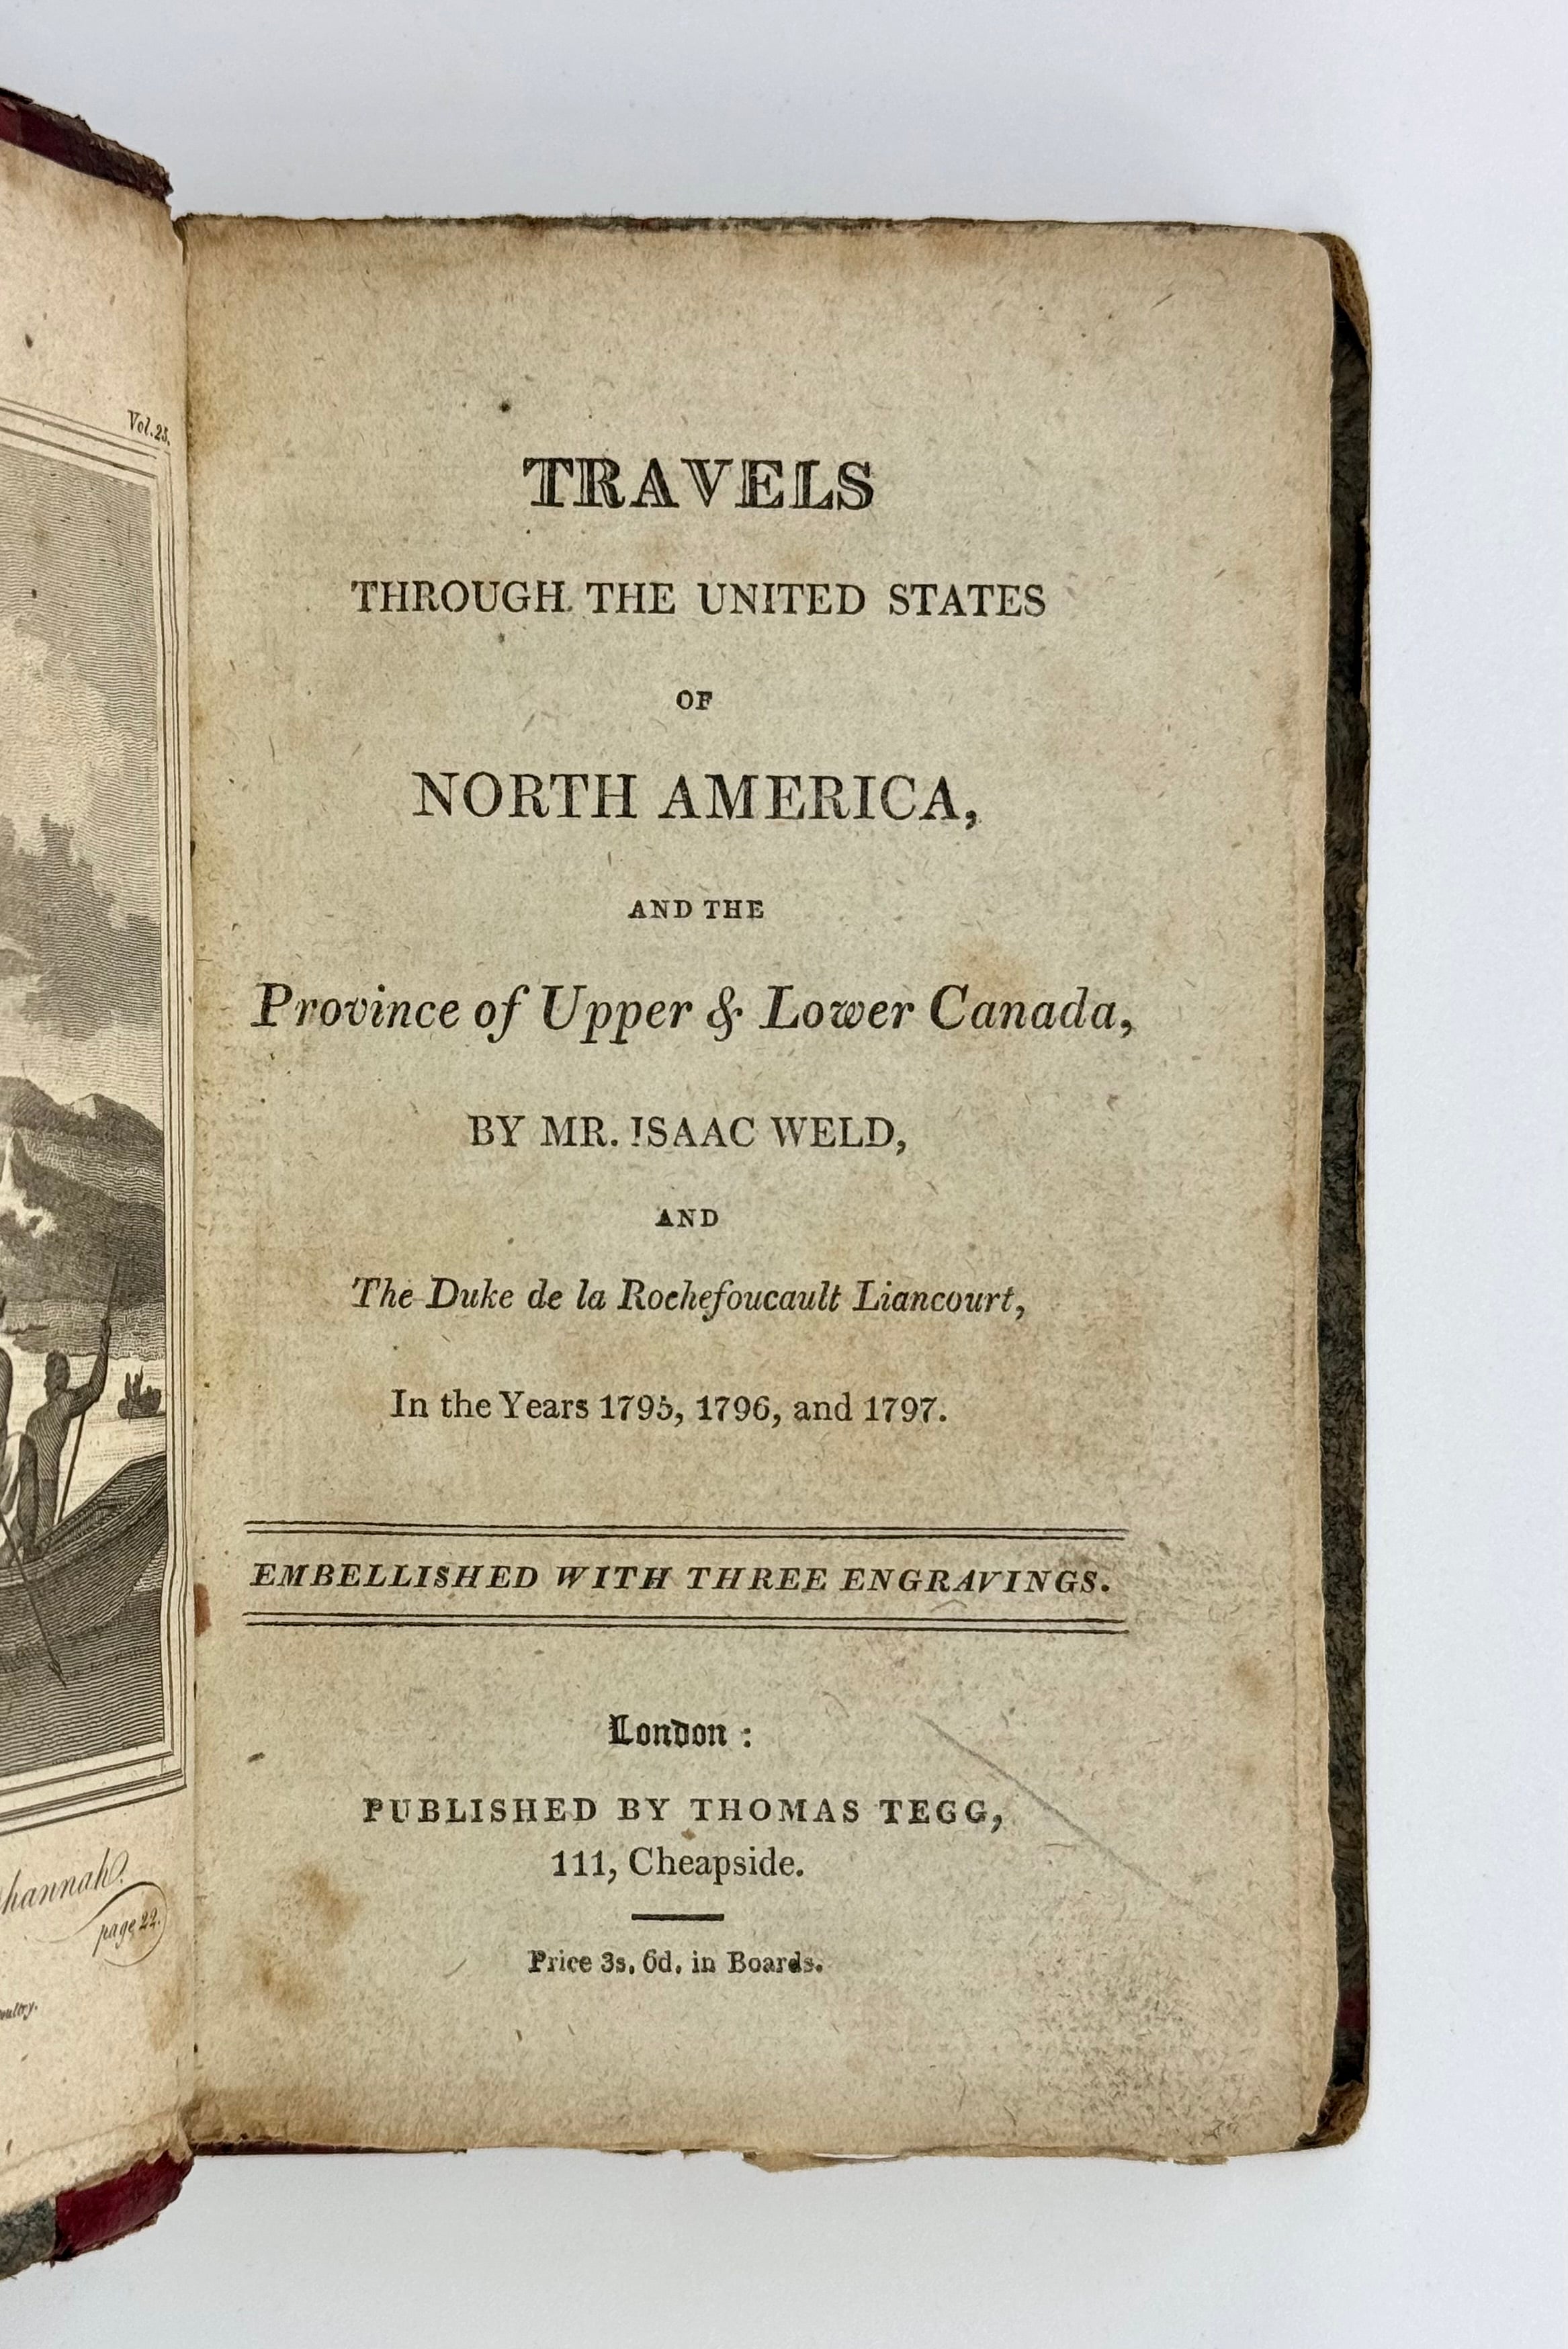 Vol.25.
hannah.
page 22.
TRAVELS
THROUGH THE UNITED STATES
OF
NORTH AMERICA,
AND THE
Province of Upper & Lower Canada,
BY MR. ISAAC WELD,
AND
The Duke de la Rochefoucault Liancourt,
In the Years 1795, 1796, and 1797.
EMBELLISHED WITH THREE ENGRAVINGS.
London :
PUBLISHED BY THOMAS TEGG,
111, Cheapside.
Price 3s. 6d. in Boards.